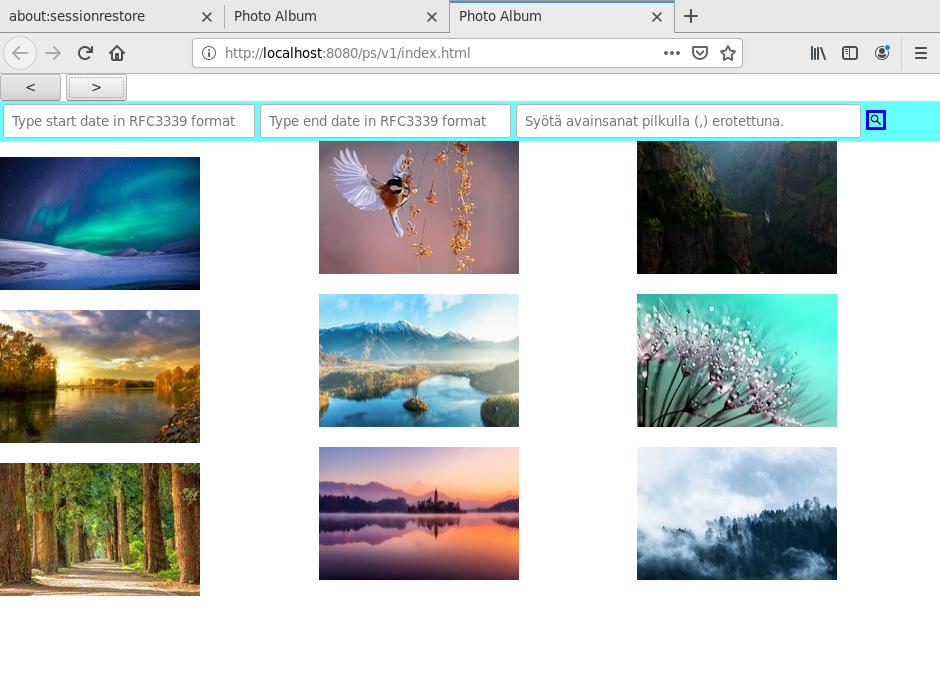 about:sessionrestore
Photo Album
Photo Album
http://localhost:8080/ps/v1/index.html
<
>
Type start date in RFC3339 format
Type end date in RFC3339 format
Syötä avainsanat pilkulla (,) erotettuna.